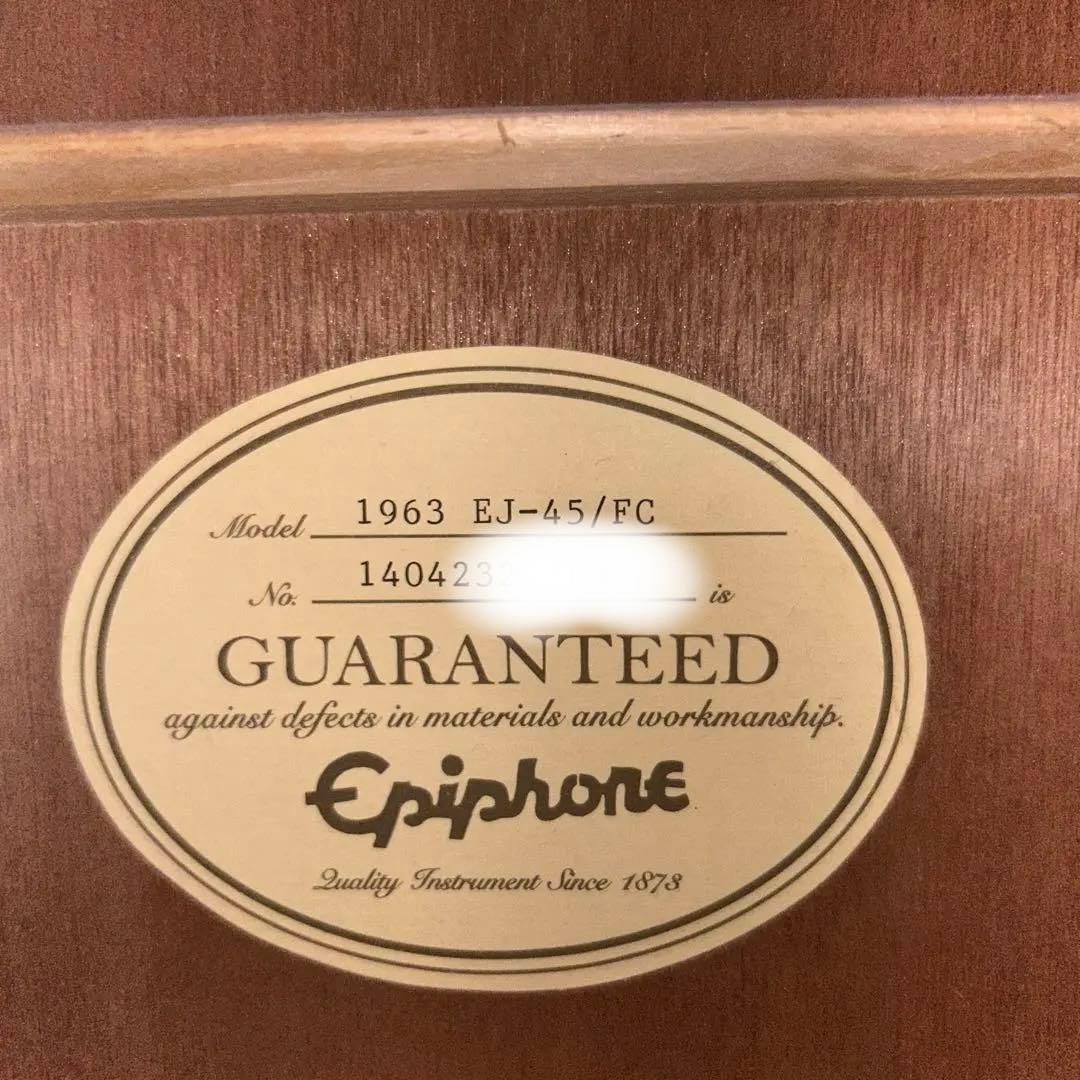 Model 1963 EJ-45/FC
No. 140423 is
GUARANTEED
against defects in materials and workmanship.
Epiphone
Quality Instrument Since 1873